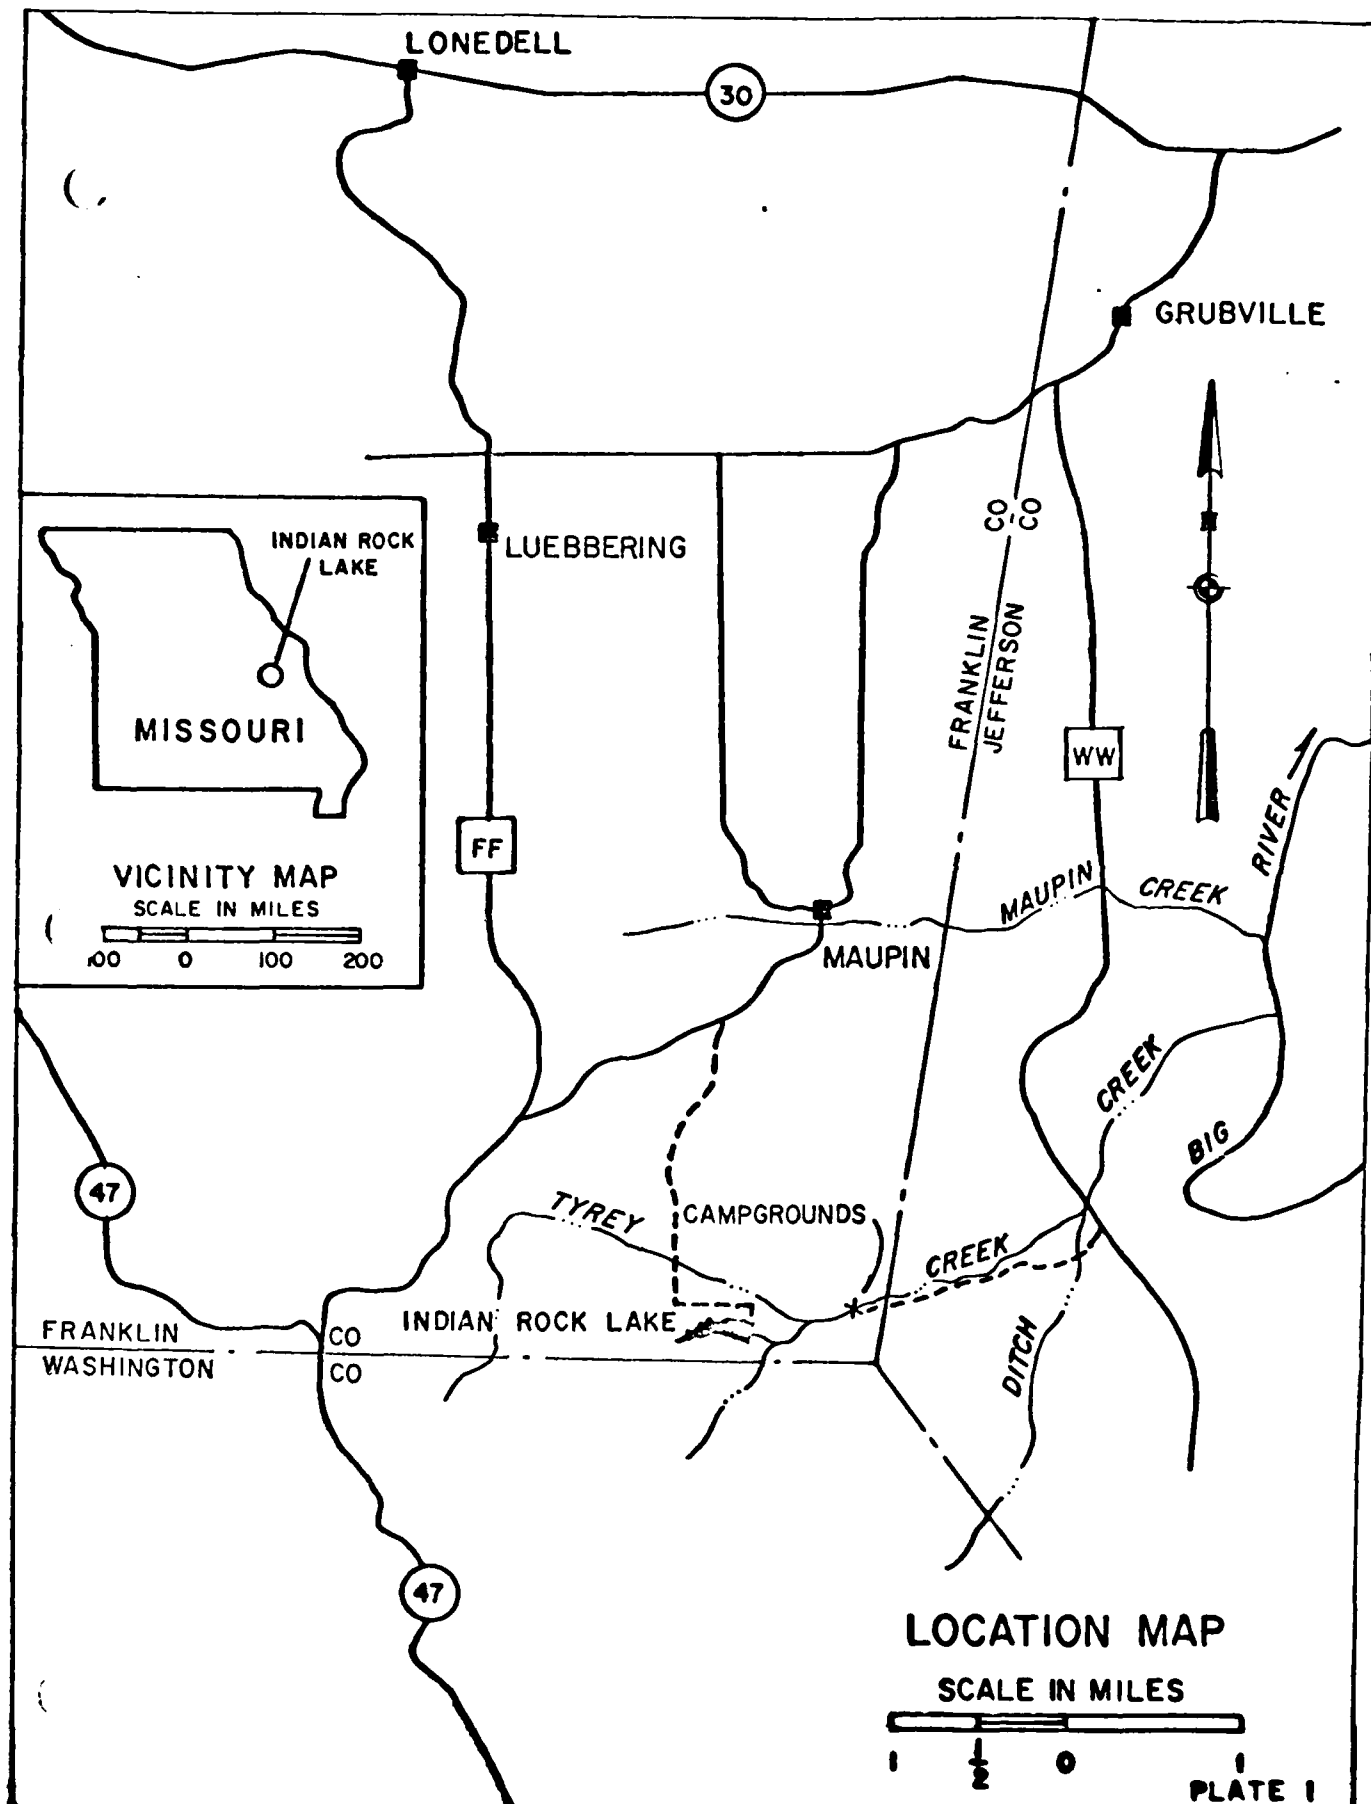 LONEDELL
30
GRUBVILLE
CO
CO
LUEBBERING
INDIAN ROCK
LAKE
MISSOURI
VICINITY MAP
SCALE IN MILES
100 0 100 200
FRANKLIN
JEFFERSON
WW
FF
RIVER
MAUPIN CREEK
MAUPIN
CREEK
BIG
47
TYREY
CAMPGROUNDS
CREEK
INDIAN ROCK LAKE
FRANKLIN CO
WASHINGTON CO
DITCH
47
LOCATION MAP
SCALE IN MILES
1 1/2 0 1
PLATE 1